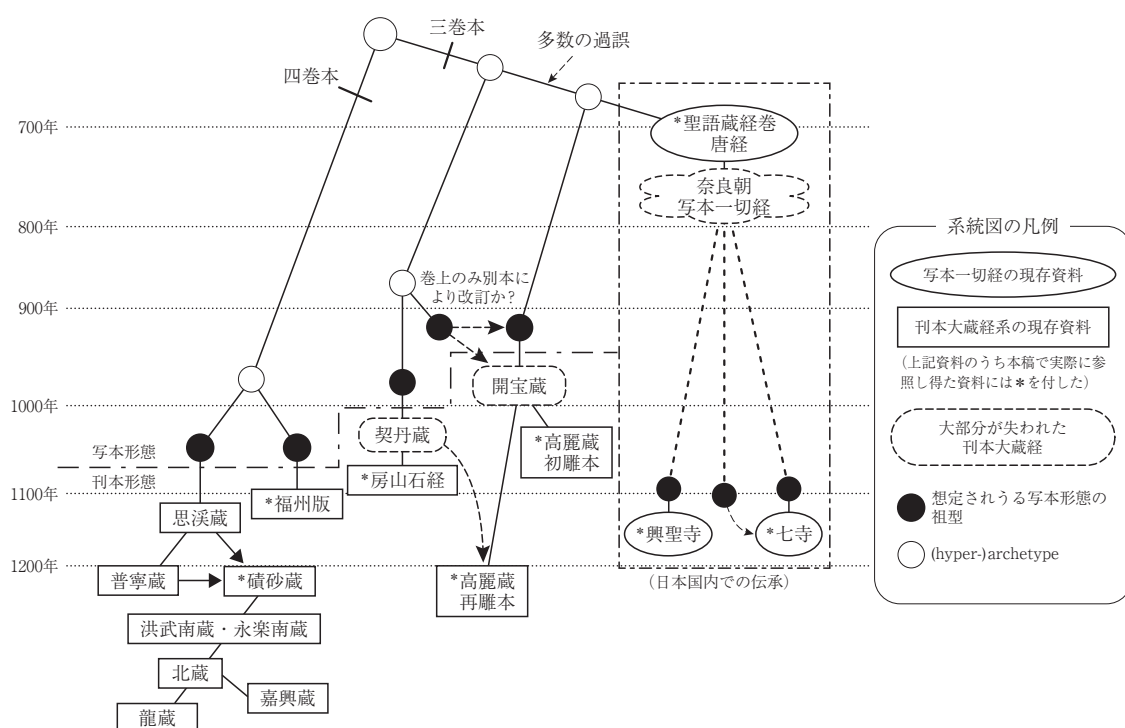 三巻本
多数の過誤
四巻本
700年
*聖語蔵経巻
唐経
奈良朝
写本一切経
800年
系統図の凡例
写本一切経の現存資料
巻上のみ別本に
より改訂か?
900年
刊本大蔵経系の現存資料
(上記資料のうち本稿で実際に参
照し得た資料には*を付した)
開宝蔵
1000年
大部分が失われた
刊本大蔵経
契丹蔵
*高麗蔵
初雕本
写本形態
刊本形態
*房山石経
1100年
*福州版
思渓蔵
想定されうる写本形態の
祖型
*興聖寺
*七寺
(hyper-)archetype
1200年
普寧蔵
*磧砂蔵
*高麗蔵
再雕本
(日本国内での伝承)
洪武南蔵・永楽南蔵
北蔵
嘉興蔵
龍蔵